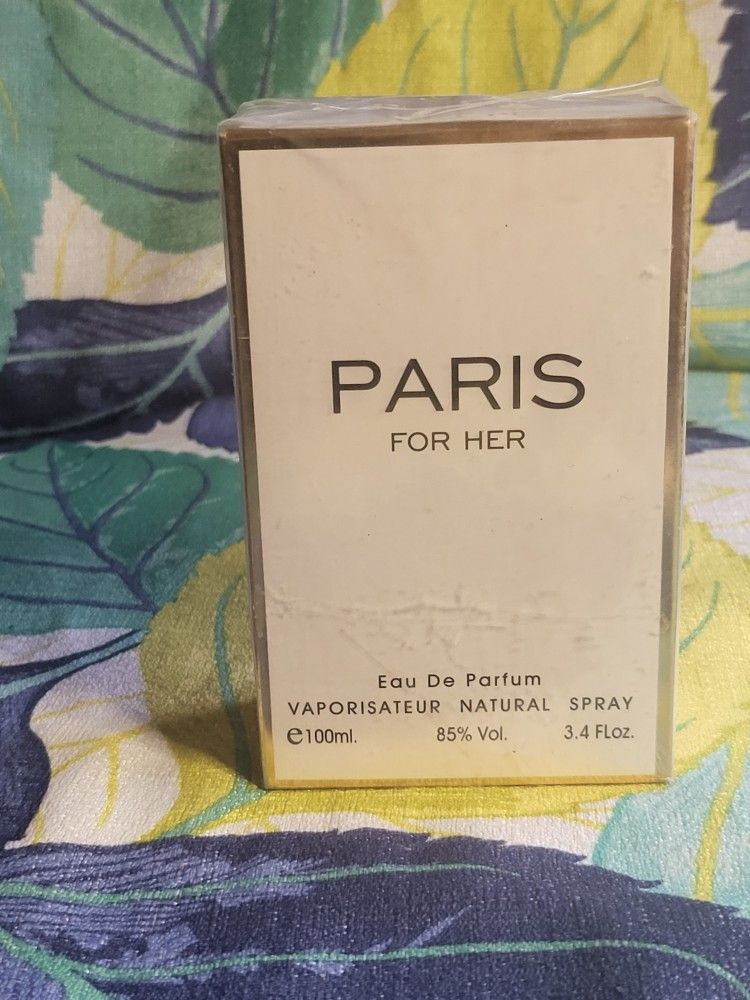 PARIS
FOR HER
Eau De Parfum
VAPORISATEUR NATURAL SPRAY
℮100ml. 85% Vol. 3.4 FLoz.